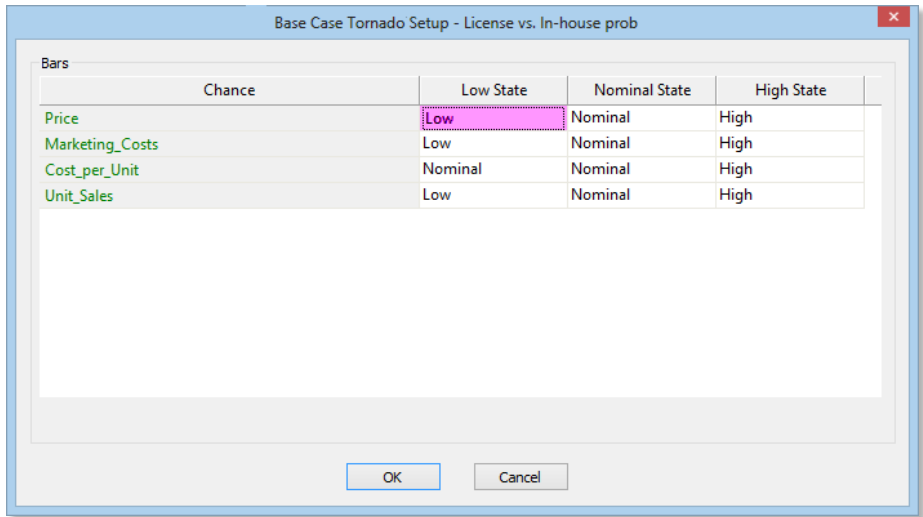 Base Case Tornado Setup - License vs. In-house prob
Bars
Chance Low State Nominal State High State
Price Low Nominal High
Marketing_Costs Low Nominal High
Cost_per_Unit Nominal Nominal High
Unit_Sales Low Nominal High
OK Cancel